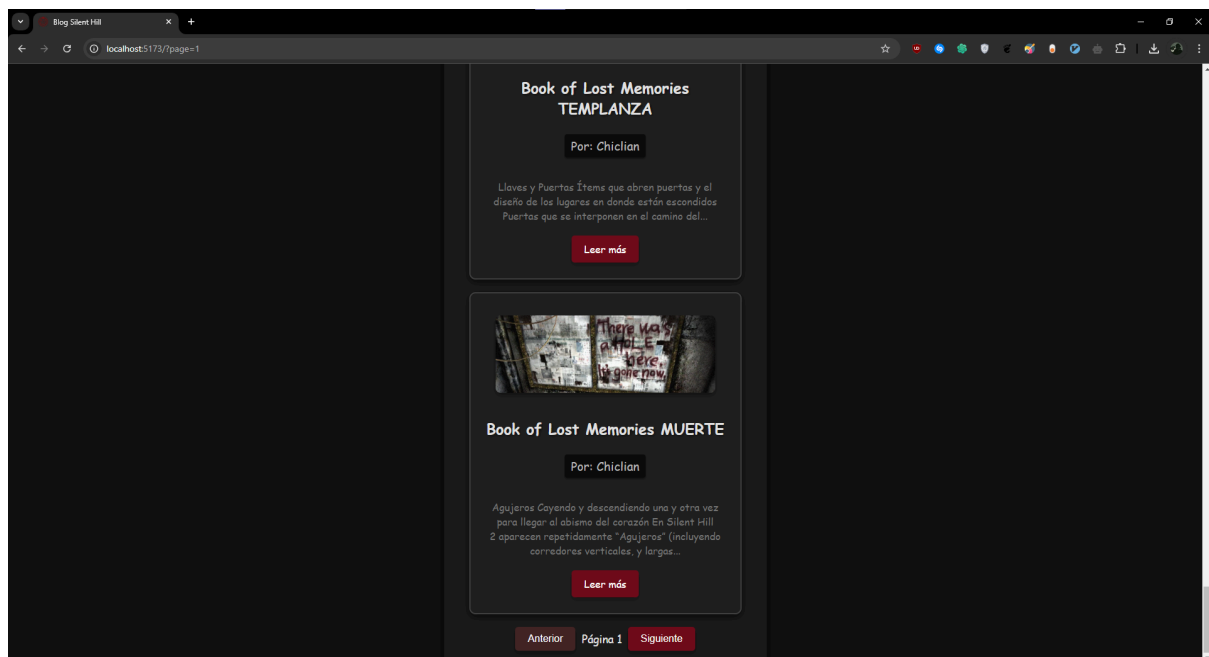 Blog Silent Hill
localhost:5173/?page=1
Book of Lost Memories
TEMPLANZA
Por: Chiclian
Llaves y Puertas Ítems que abren puertas y el
diseño de los lugares en donde están escondidos
Puertas que se interponen en el camino del...
Leer más
There was
a HOLE
here,
It's gone now.
Book of Lost Memories MUERTE
Por: Chiclian
Agujeros Cayendo y descendiendo una y otra vez
para llegar al abismo del corazón En Silent Hill
2 aparecen repetidamente "Agujeros" (incluyendo
corredores verticales, y largas...
Leer más
Anterior Página 1 Siguiente